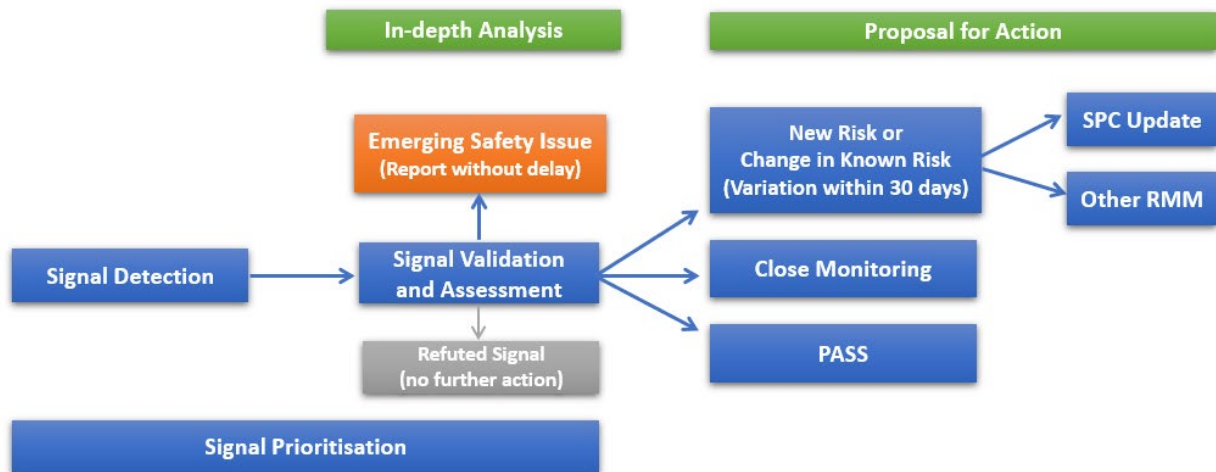 In-depth Analysis
Proposal for Action
Emerging Safety Issue
(Report without delay)
New Risk or
Change in Known Risk
(Variation within 30 days)
SPC Update
Other RMM
Signal Detection
Signal Validation
and Assessment
Close Monitoring
Refuted Signal
(no further action)
PASS
Signal Prioritisation